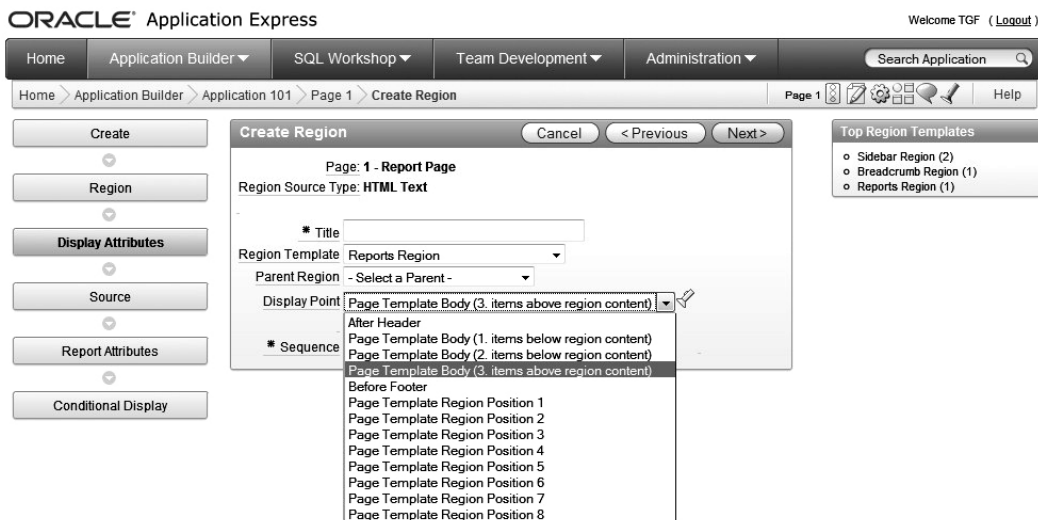 ORACLE Application Express
Welcome TGF ( Logout )
Home Application Builder SQL Workshop Team Development Administration Search Application
Home Application Builder Application 101 Page 1 Create Region Page 1 Help
Create
Region
Display Attributes
Source
Report Attributes
Conditional Display
Create Region Cancel < Previous Next >
Page: 1 - Report Page
Region Source Type: HTML Text
* Title
Region Template Reports Region
Parent Region - Select a Parent -
Display Point Page Template Body (3. items above region content)
After Header
Page Template Body (1. items below region content)
Page Template Body (2. items below region content)
* Sequence
Page Template Body (3. items above region content)
Before Footer
Page Template Region Position 1
Page Template Region Position 2
Page Template Region Position 3
Page Template Region Position 4
Page Template Region Position 5
Page Template Region Position 6
Page Template Region Position 7
Page Template Region Position 8
Top Region Templates
Sidebar Region (2)
Breadcrumb Region (1)
Reports Region (1)